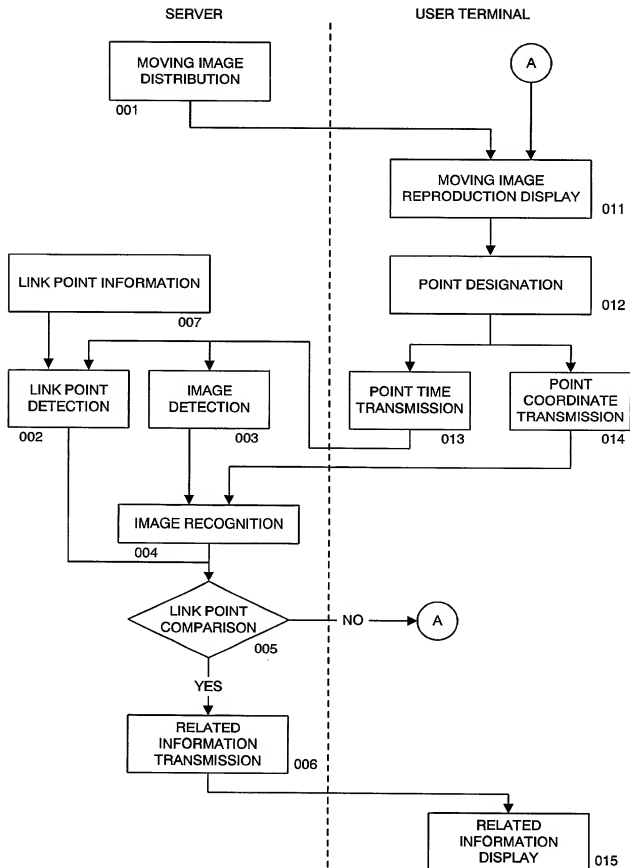 SERVER
USER TERMINAL
MOVING IMAGE
DISTRIBUTION
001
A
MOVING IMAGE
REPRODUCTION DISPLAY
011
LINK POINT INFORMATION
007
POINT DESIGNATION
012
LINK POINT
DETECTION
002
IMAGE
DETECTION
003
POINT TIME
TRANSMISSION
013
POINT
COORDINATE
TRANSMISSION
014
IMAGE RECOGNITION
004
LINK POINT
COMPARISON
005
NO
A
YES
RELATED
INFORMATION
TRANSMISSION
006
RELATED
INFORMATION
DISPLAY
015